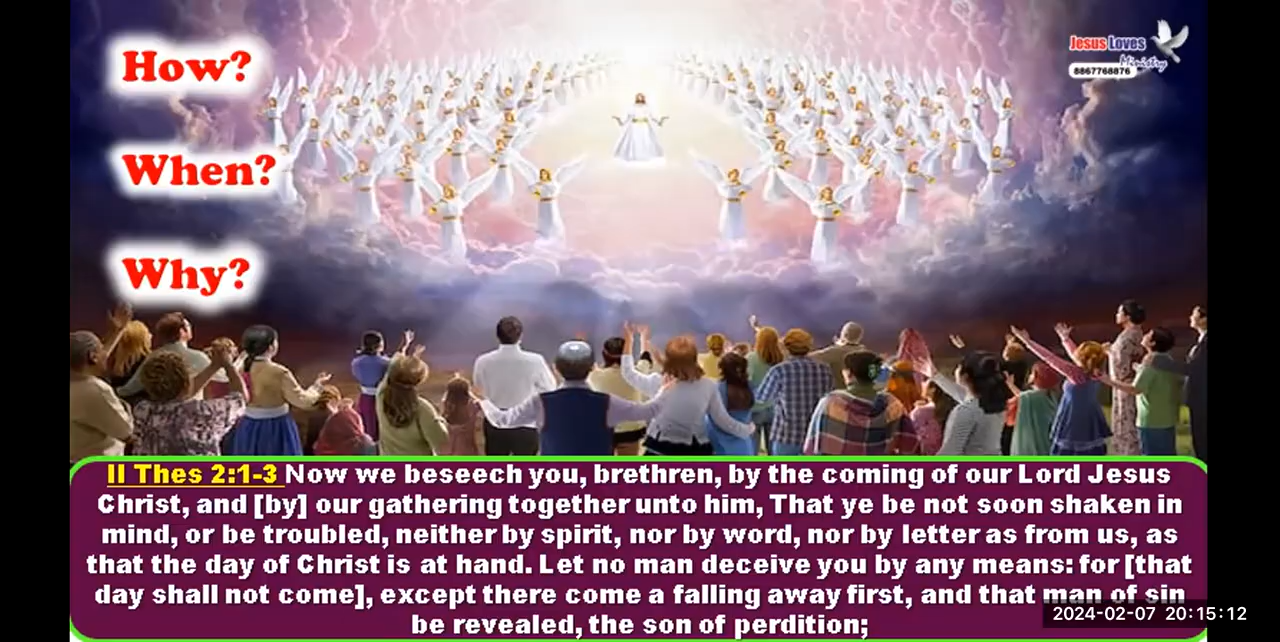 How?
When?
Why?
Jesus Loves
Ministry
8867768876
II Thes 2:1-3 Now we beseech you, brethren, by the coming of our Lord Jesus
Christ, and [by] our gathering together unto him, That ye be not soon shaken in
mind, or be troubled, neither by spirit, nor by word, nor by letter as from us, as
that the day of Christ is at hand. Let no man deceive you by any means: for [that
day shall not come], except there come a falling away first, and that man of sin
be revealed, the son of perdition;
2024-02-07 20:15:12